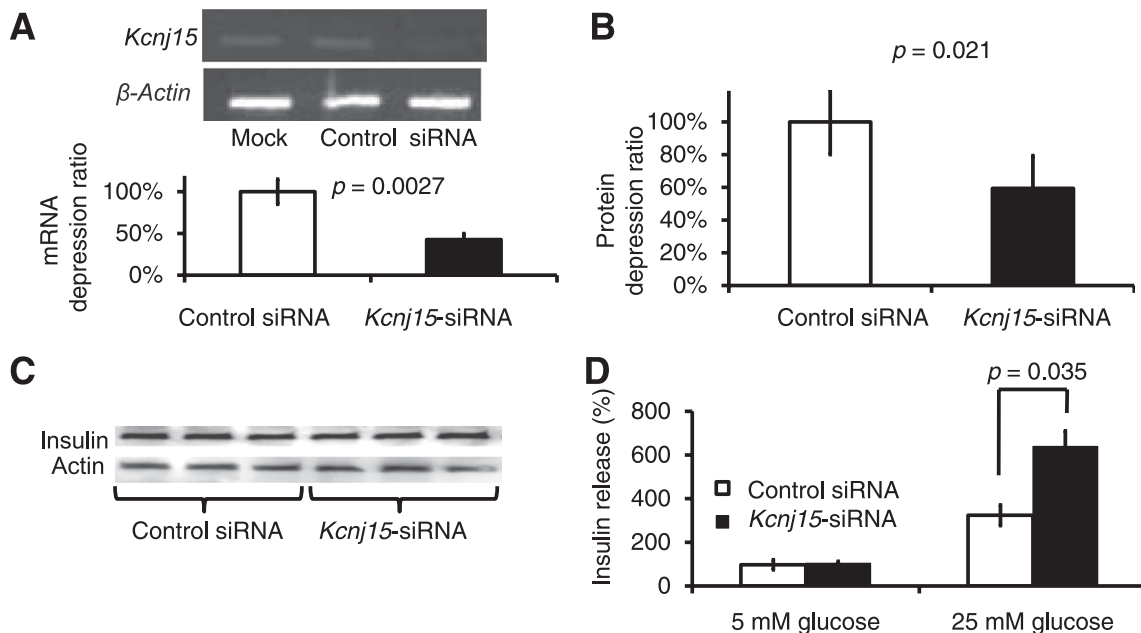 A
Kcnj15
β-Actin
Mock Control siRNA
mRNA
depression ratio
100%
50%
0%
p = 0.0027
Control siRNA Kcnj15-siRNA
B
p = 0.021
Protein
depression ratio
100%
80%
60%
40%
20%
0%
Control siRNA Kcnj15-siRNA
C
Insulin
Actin
Control siRNA Kcnj15-siRNA
D
p = 0.035
Insulin release (%)
800
600
400
200
0
Control siRNA
Kcnj15-siRNA
5 mM glucose 25 mM glucose